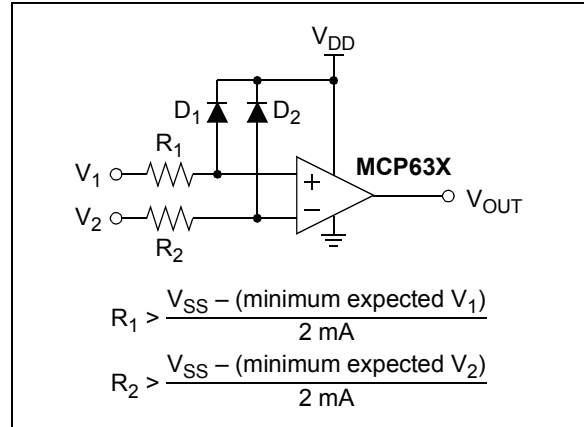 V_DD
D_1 D_2
R_1
MCP63X
V_1 + V_OUT
V_2 −
R_2
R_1 > V_SS – (minimum expected V_1)
2 mA
R_2 > V_SS – (minimum expected V_2)
2 mA